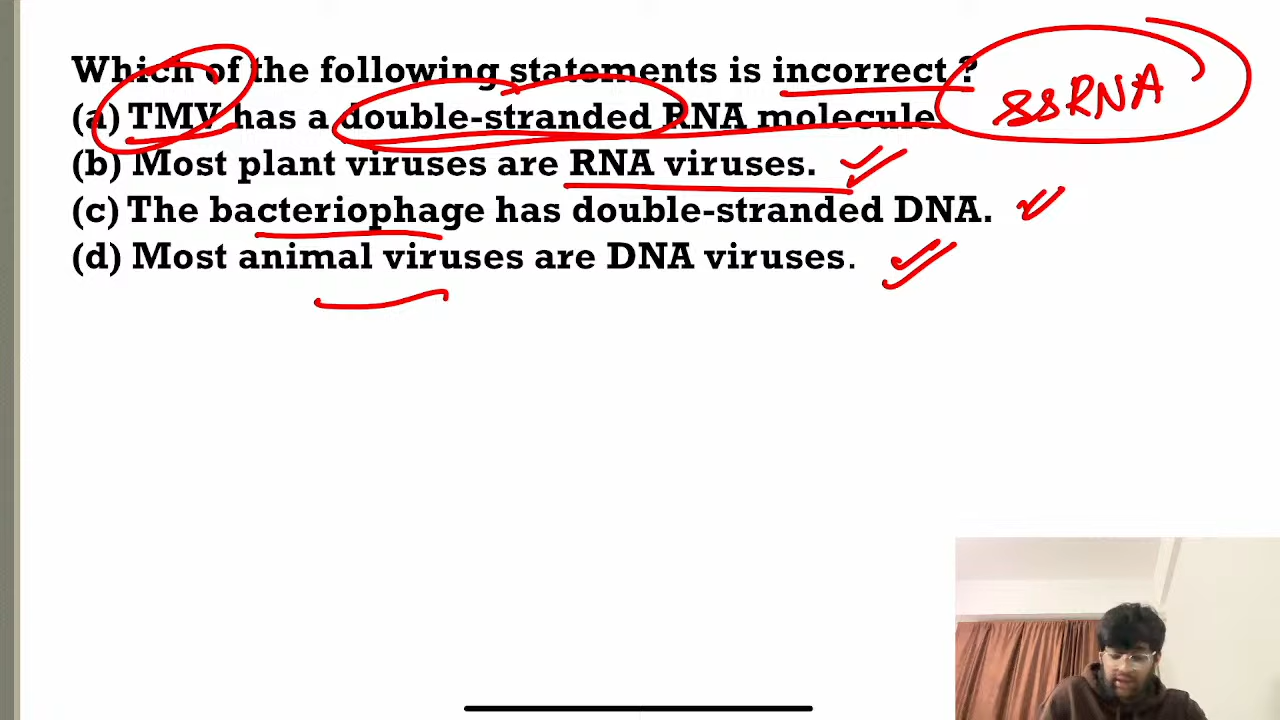 Which of the following statements is incorrect ?
(a) TMV has a double-stranded RNA molecule
ssRNA
(b) Most plant viruses are RNA viruses.
(c) The bacteriophage has double-stranded DNA.
(d) Most animal viruses are DNA viruses.